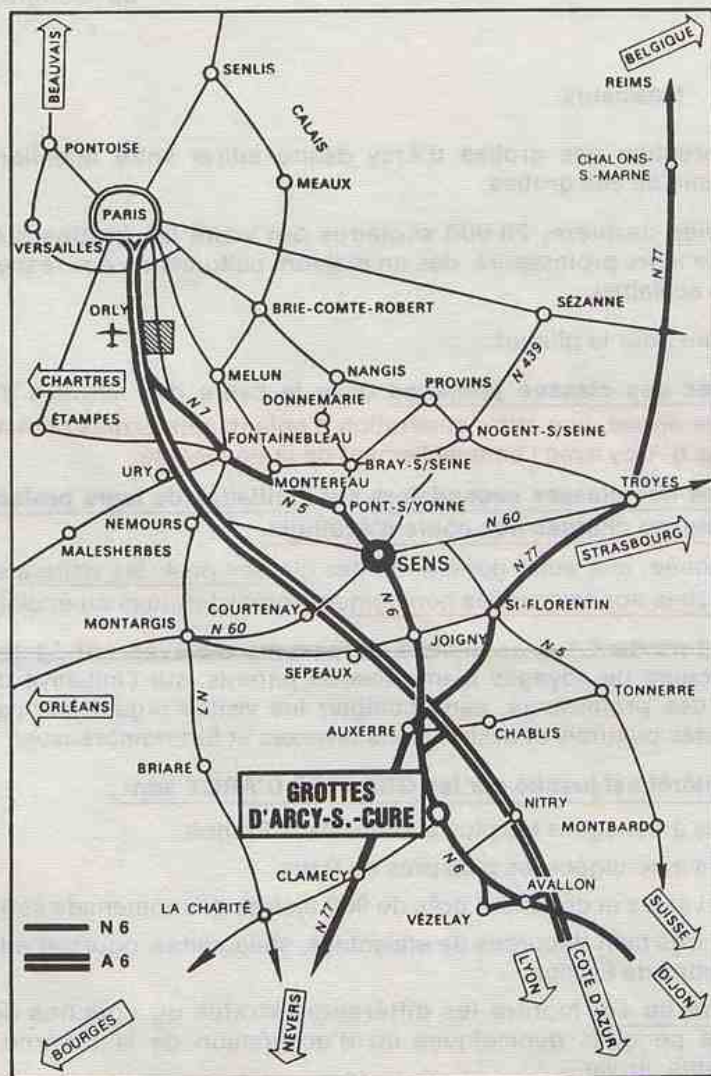 BEAUVAIS
BELGIQUE
SENLIS
REIMS
CALAIS
PONTOISE
CHALONS-
S.-MARNE
MEAUX
PARIS
N 77
VERSAILLES
ORLY
BRIE-COMTE-ROBERT
SÉZANNE
N 439
CHARTRES
MELUN
NANGIS
PROVINS
DONNEMARIE
N 7
ÉTAMPES
FONTAINEBLEAU
NOGENT-S/SEINE
URY
MONTEREAU
BRAY-S/SEINE
TROYES
N 5
PONT-S/YONNE
NEMOURS
N 60
STRASBOURG
MALESHERBES
SENS
N 77
COURTENAY
N 6
St-FLORENTIN
MONTARGIS
N 60
JOIGNY
N 5
SÉPEAUX
TONNERRE
ORLÉANS
N 7
AUXERRE
CHABLIS
BRIARE
GROTTES
D'ARCY-S.-CURE
NITRY
MONTBARD
CLAMECY
N 6
AVALLON
LA CHARITÉ
N 77
VÉZELAY
SUISSE
N 6
A 6
LYON
COTE D'AZUR
DIJON
BOURGES
NEVERS